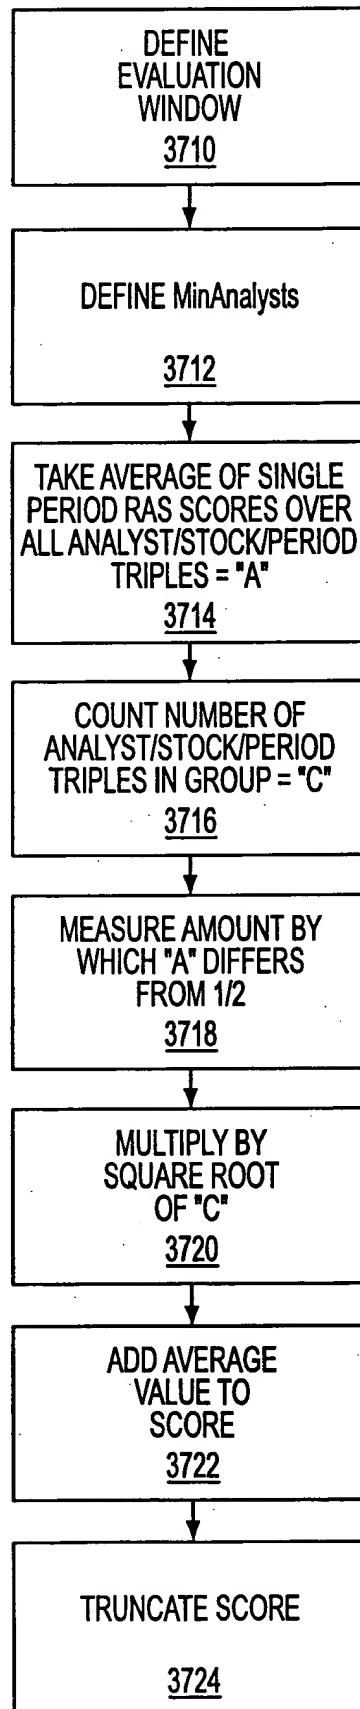 DEFINE
EVALUATION
WINDOW
3710
DEFINE MinAnalysts
3712
TAKE AVERAGE OF SINGLE
PERIOD RAS SCORES OVER
ALL ANALYST/STOCK/PERIOD
TRIPLES = "A"
3714
COUNT NUMBER OF
ANALYST/STOCK/PERIOD
TRIPLES IN GROUP = "C"
3716
MEASURE AMOUNT BY
WHICH "A" DIFFERS
FROM 1/2
3718
MULTIPLY BY
SQUARE ROOT
OF "C"
3720
ADD AVERAGE
VALUE TO
SCORE
3722
TRUNCATE SCORE
3724